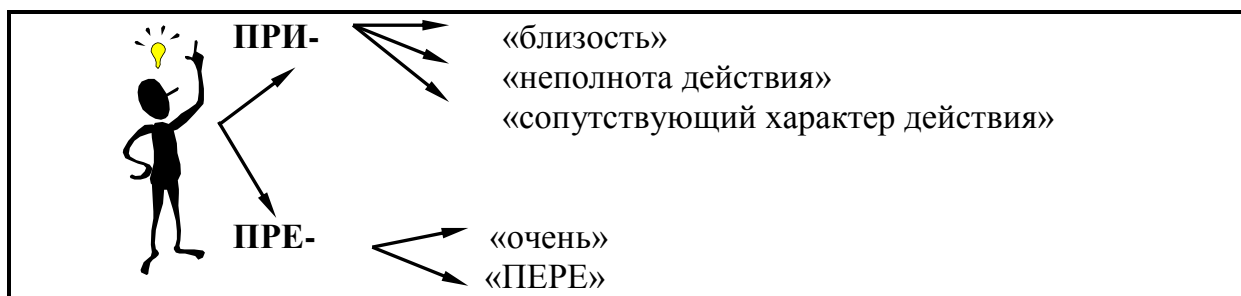 ПРИ- «близость»
«неполнота действия»
«сопутствующий характер действия»
ПРЕ- «очень»
«ПЕРЕ»